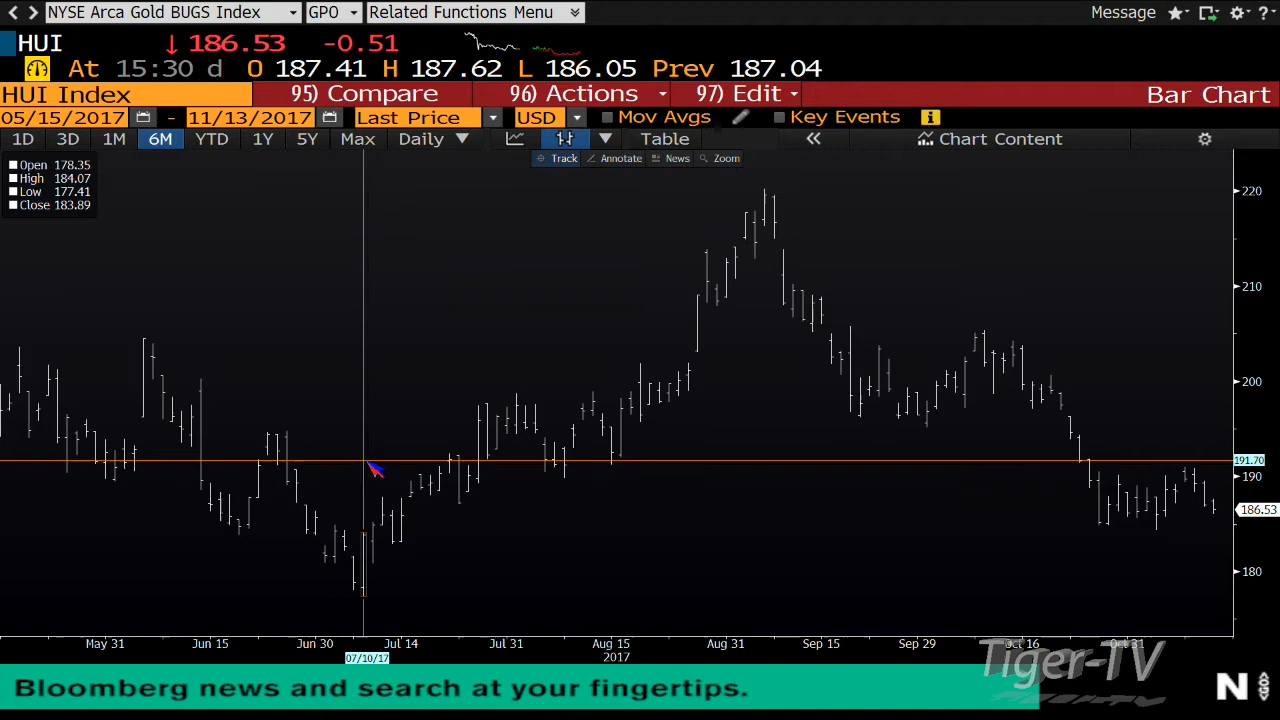 NYSE Arca Gold BUGS Index GPO Related Functions Menu Message ?
HUI ↓ 186.53 -0.51
At 15:30 d O 187.41 H 187.62 L 186.05 Prev 187.04
HUI Index 95) Compare 96) Actions 97) Edit Bar Chart
05/15/2017 - 11/13/2017 Last Price USD Mov Avgs Key Events
1D 3D 1M 6M YTD 1Y 5Y Max Daily ▼ Table « Chart Content
Track Annotate News Zoom
Open 178.35
High 184.07
Low 177.41
Close 183.89
220
210
200
191.70
190
186.53
180
May 31 Jun 15 Jun 30 Jul 14 Jul 31 Aug 15 Aug 31 Sep 15 Sep 29 Oct 16 Oct 31
07/10/17 2017
Tiger-TV
Bloomberg news and search at your fingertips.
N